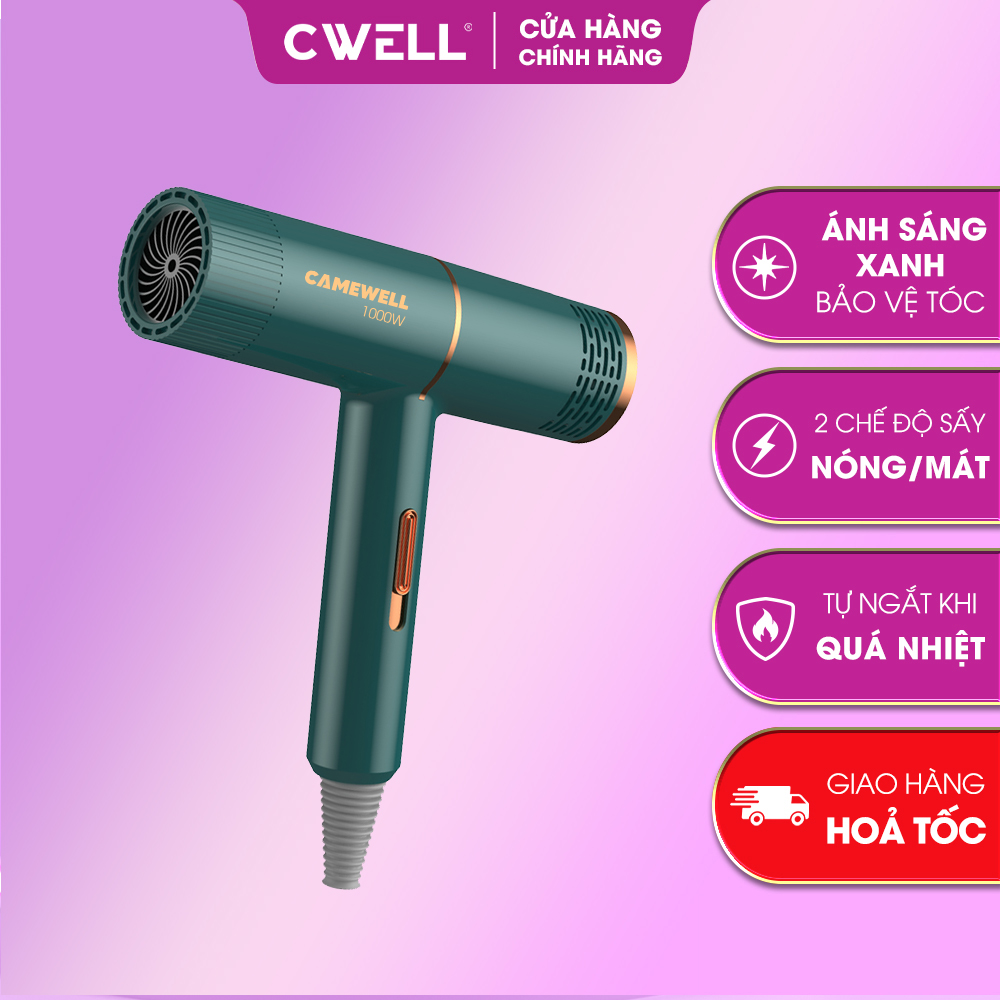 CWELL®
CỬA HÀNG
CHÍNH HÃNG
CAMEWELL
1000W
ÁNH SÁNG
XANH
BẢO VỆ TÓC
2 CHẾ ĐỘ SẤY
NÓNG/MÁT
TỰ NGẮT KHI
QUÁ NHIỆT
GIAO HÀNG
HOẢ TỐC